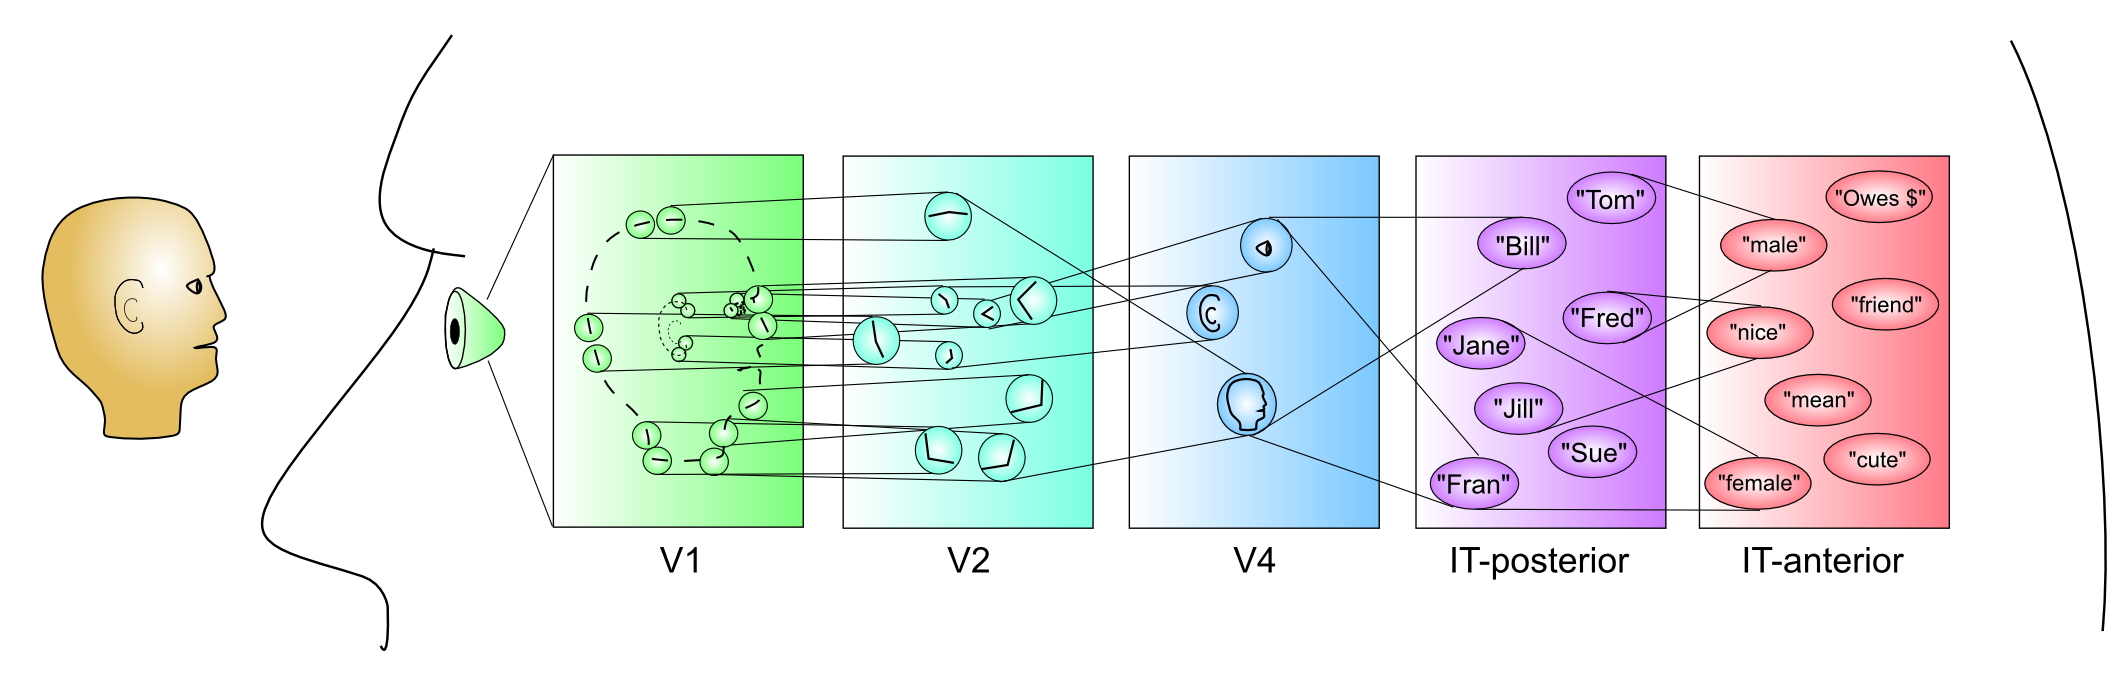 "Tom"
"Bill"
"Fred"
"Jane"
"Jill"
"Sue"
"Fran"
"Owes $"
"male"
"friend"
"nice"
"mean"
"cute"
"female"
V1
V2
V4
IT-posterior
IT-anterior